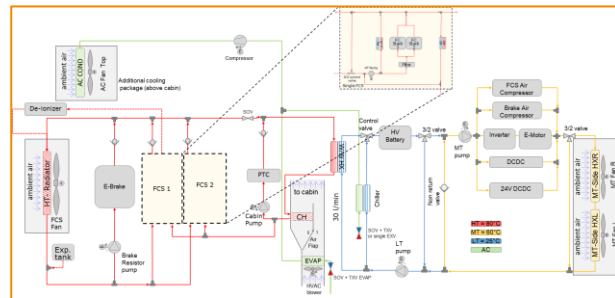 ambient air
AC COND
AC Fan Top
Additional cooling
package (above cabin)
Compressor
De-ionizer
SOV
ambient air
HT- Radiator
FCS
Fan
Exp.
tank
E-Brake
Brake
Resistor pump
FCS 1
FCS 2
PTC
Cabin
Pump
to cabin
CH
Air
Flap
EVAP
HVAC
blower
SOV + TXV EVAP
SOV + TXV
or single EXV
Chiller
30 l/min
Control
valve
HV
Battery
3/2 valve
Non return
valve
LT
pump
MT
pump
FCS Air
Compressor
Brake Air
Compressor
Inverter
E-Motor
DCDC
24V DCDC
3/2 valve
ambient air
MT-Side HXR
MT Fan R
ambient air
MT-Side HXL
HT = 80°C
MT = 60°C
LT = 25°C
AC